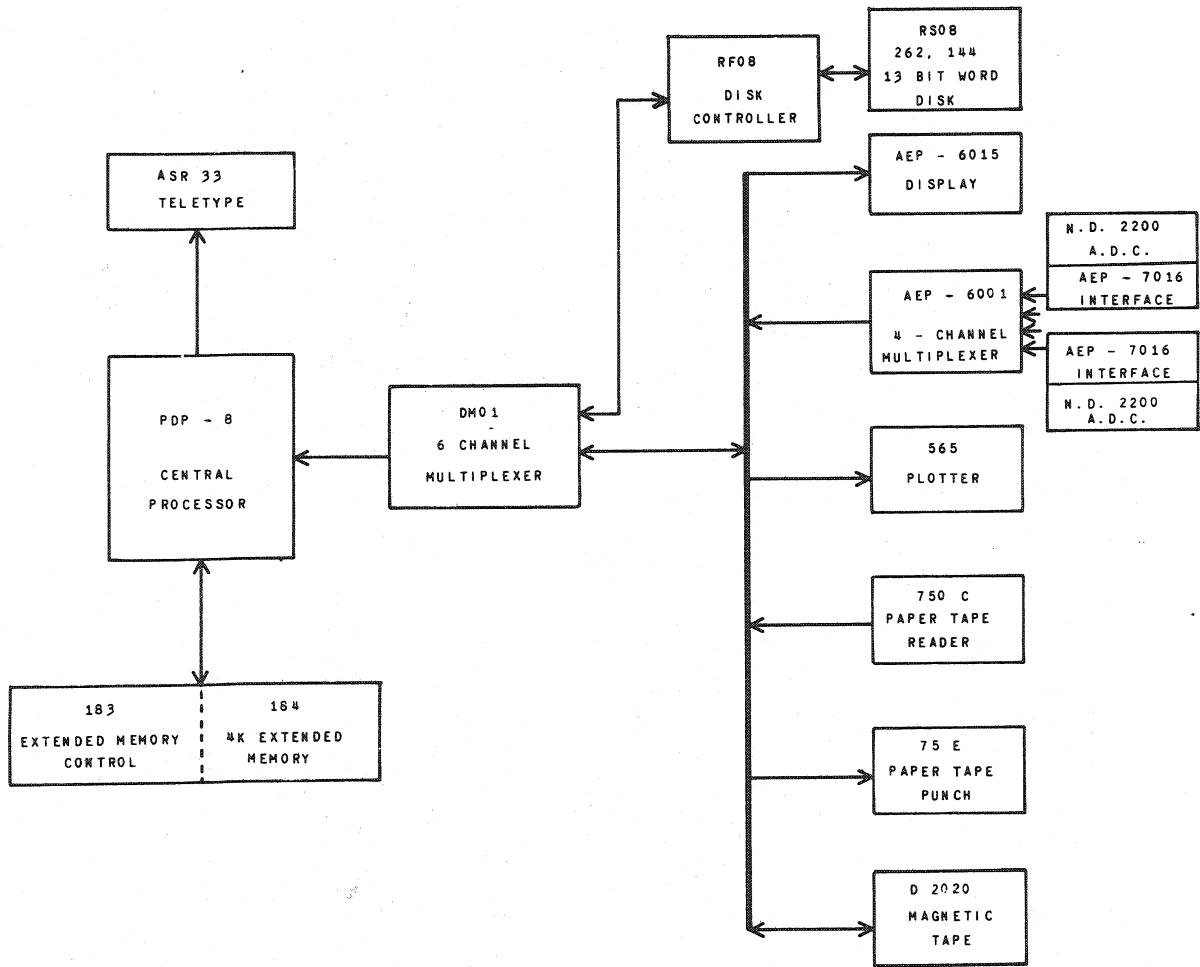 RS08
262, 144
13 BIT WORD
DISK
RF08
DISK
CONTROLLER
AEP - 6015
DISPLAY
ASR 33
TELETYPE
N.D. 2200
A.D.C.
AEP - 7016
INTERFACE
AEP - 6001
4 - CHANNEL
MULTIPLEXER
AEP - 7016
INTERFACE
N.D. 2200
A.D.C.
PDP - 8
CENTRAL
PROCESSOR
DM01
-
6 CHANNEL
MULTIPLEXER
565
PLOTTER
750 C
PAPER TAPE
READER
183
EXTENDED MEMORY
CONTROL
184
4K EXTENDED
MEMORY
75 E
PAPER TAPE
PUNCH
D 2020
MAGNETIC
TAPE